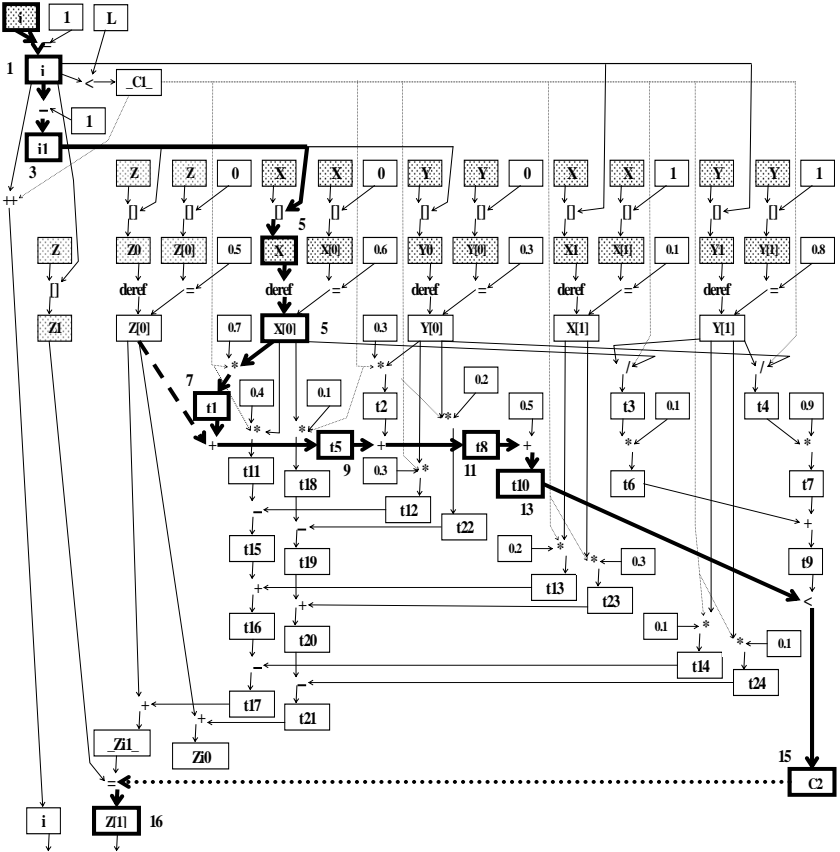 i 1 L
=
1 i < _C1_
- 1
i1
3 Z Z 0 X X 0 Y Y 0 X X 1 Y Y 1
++ [] [] [] 5 [] [] [] [] [] [] []
Z Z0 Z[0] 0.5 X X[0] 0.6 Y0 Y[0] 0.3 X1 X[1] 0.1 Y1 Y[1] 0.8
[] deref = deref = deref = deref = deref =
Z1 Z[0] 0.7 X[0] 5 0.3 Y[0] X[1] Y[1]
* * / /
7 0.4 0.1 0.2
t1 t2 t3 0.1 t4 0.9
* * * 0.5
+ t5 + t8 + * *
9 11
t11 t18 0.3 * t10 t6 t7
- t12 13 +
- t22
t15 t19 0.2 * * 0.3 t9
+ t13 <
+ t23
t16 t20 0.1 * * 0.1
- t14
- t24
t17 t21
+ +
_Zi1_ Zi0 15
= C2
i Z[1] 16